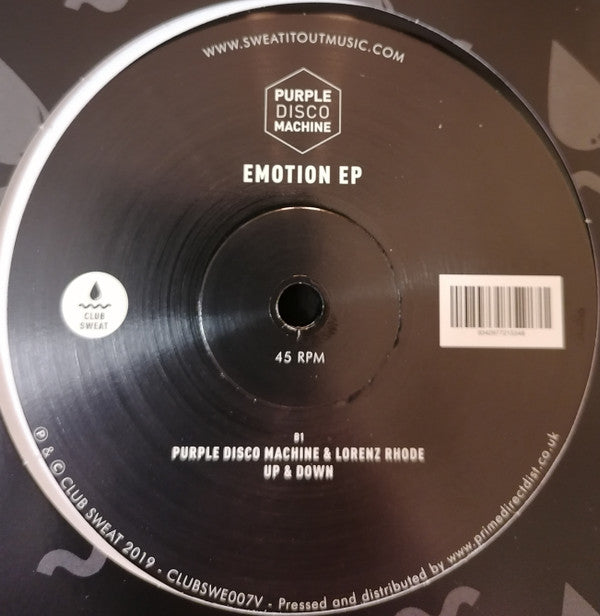 WWW.SWEATITOUTMUSIC.COM
PURPLE
DISCO
MACHINE
EMOTION EP
CLUB
SWEAT
45 RPM
B1
PURPLE DISCO MACHINE & LORENZ RHODE
UP & DOWN
℗ & © CLUB SWEAT 2019 - CLUBSWE007V - Pressed and distributed by www.primedirectdist.co.uk